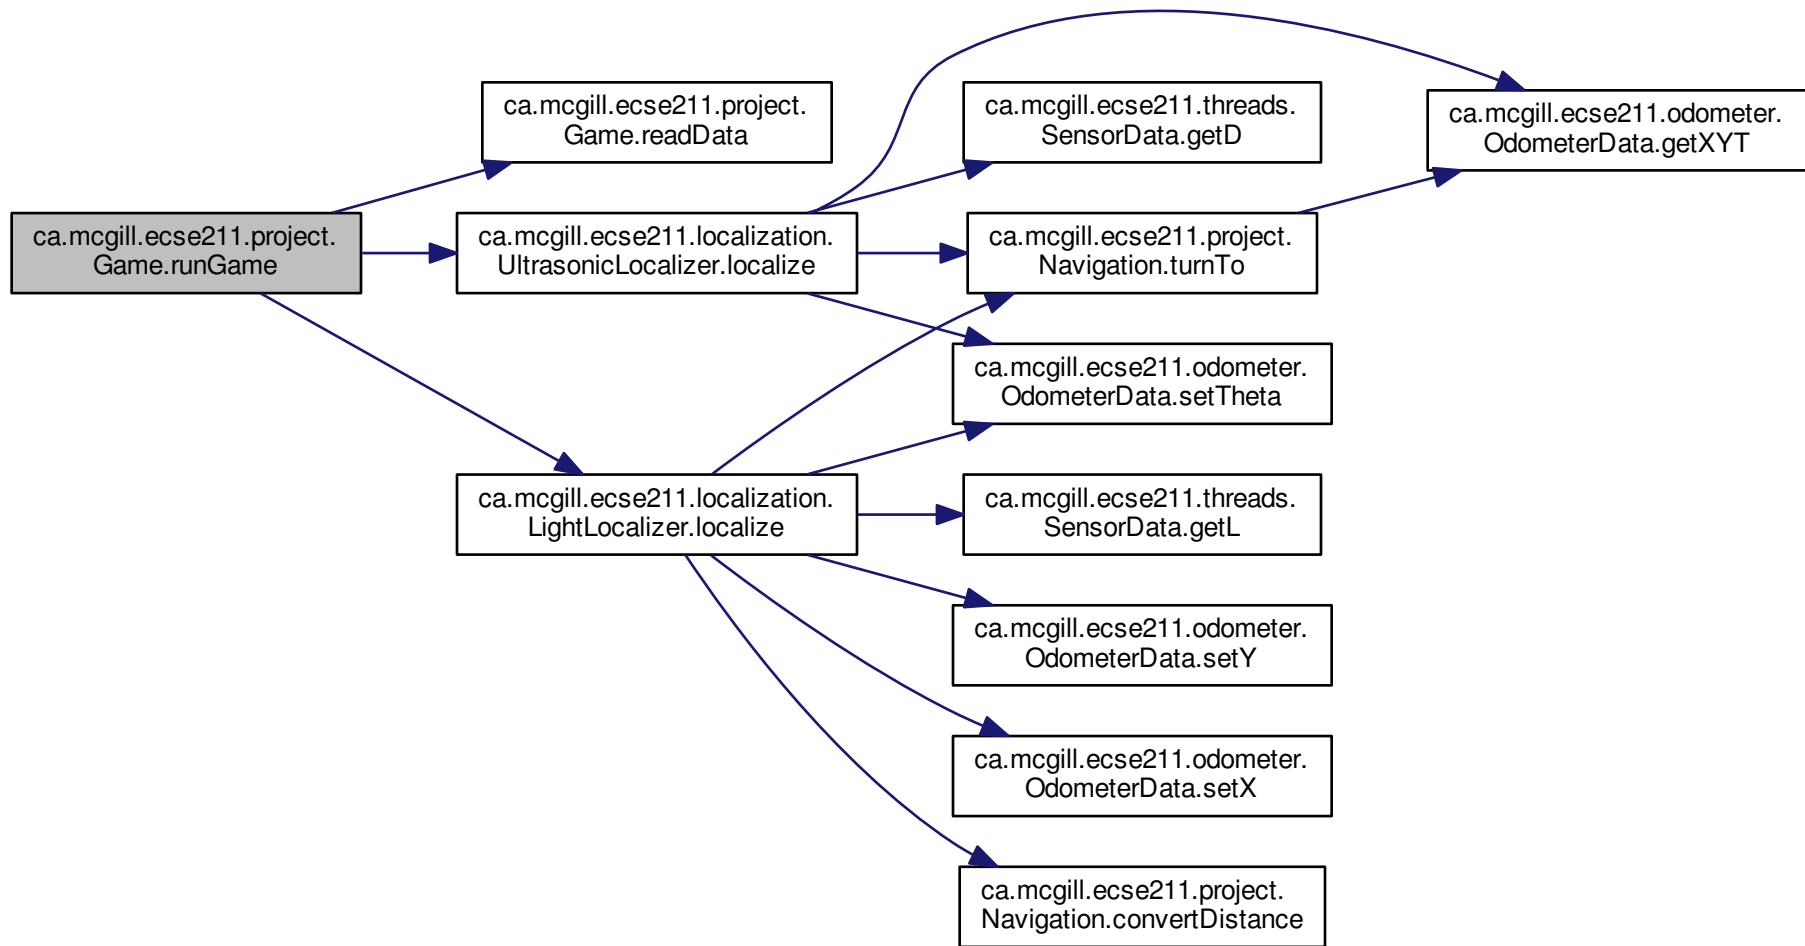 ca.mcgill.ecse211.project.
Game.runGame
ca.mcgill.ecse211.project.
Game.readData
ca.mcgill.ecse211.localization.
UltrasonicLocalizer.localize
ca.mcgill.ecse211.localization.
LightLocalizer.localize
ca.mcgill.ecse211.threads.
SensorData.getD
ca.mcgill.ecse211.project.
Navigation.turnTo
ca.mcgill.ecse211.odometer.
OdometerData.setTheta
ca.mcgill.ecse211.threads.
SensorData.getL
ca.mcgill.ecse211.odometer.
OdometerData.setY
ca.mcgill.ecse211.odometer.
OdometerData.setX
ca.mcgill.ecse211.project.
Navigation.convertDistance
ca.mcgill.ecse211.odometer.
OdometerData.getXYT